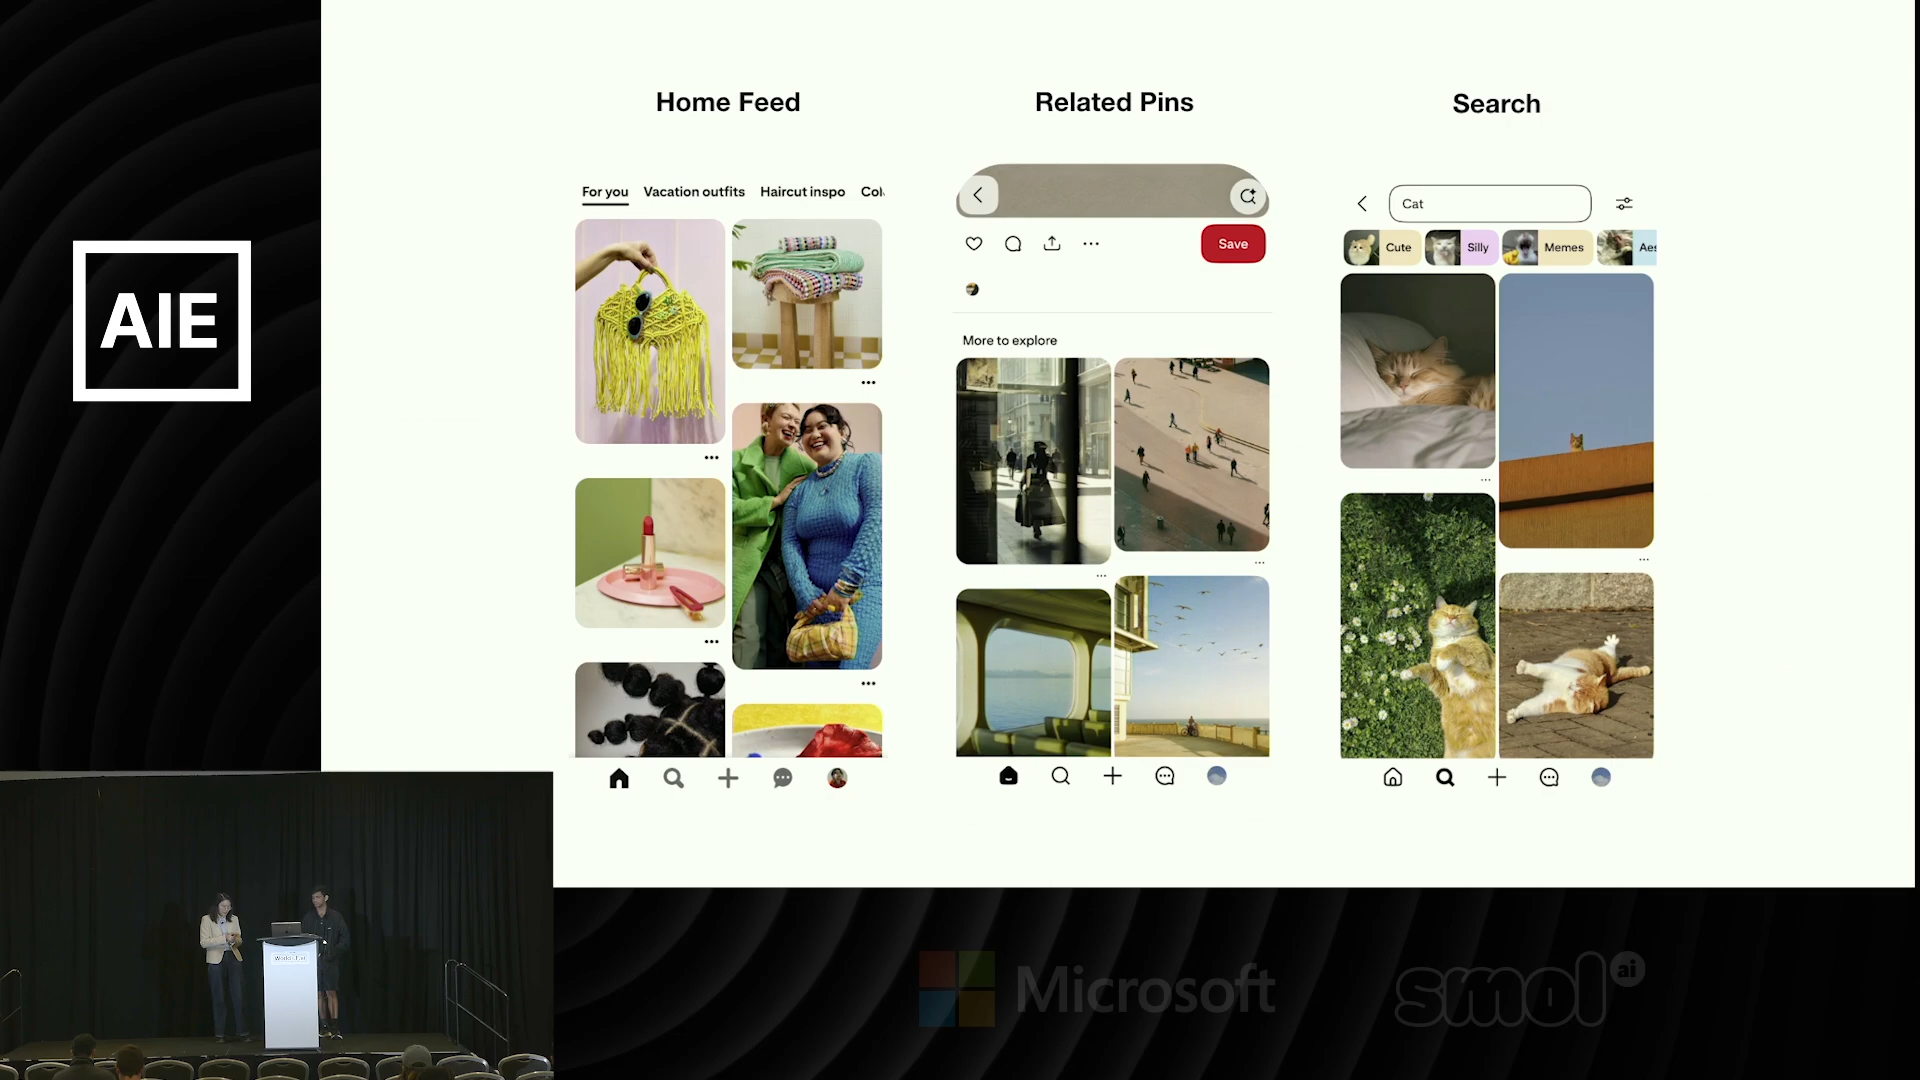 Home Feed
Related Pins
Search
For you
Vacation outfits
Haircut inspo
Save
Cat
Cute
Silly
Memes
More to explore
AIE
Microsoft
smol ai